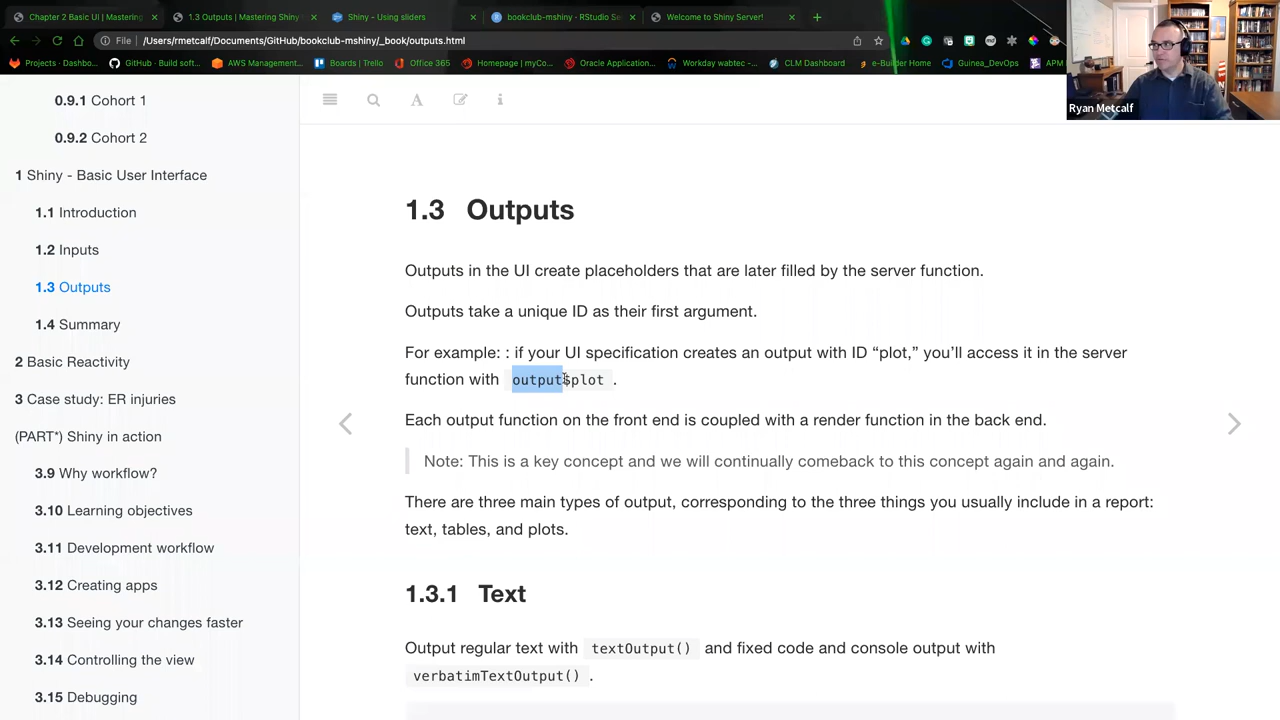 Chapter 2 Basic UI | Mastering
1.3 Outputs | Mastering Shiny
Shiny - Using sliders
bookclub-mshiny : RStudio Se
Welcome to Shiny Server!
File | /Users/rmetcalf/Documents/GitHub/bookclub-mshiny/_book/outputs.html
Projects · Dashbo...
GitHub · Build soft...
AWS Management...
Boards | Trello
Office 365
Homepage | myCo...
Oracle Application...
Workday wabtec -...
CLM Dashboard
e-Builder Home
Guinea_DevOps
APM
Ryan Metcalf
0.9.1 Cohort 1
0.9.2 Cohort 2
1 Shiny - Basic User Interface
1.1 Introduction
1.2 Inputs
1.3 Outputs
1.4 Summary
2 Basic Reactivity
3 Case study: ER injuries
(PART*) Shiny in action
3.9 Why workflow?
3.10 Learning objectives
3.11 Development workflow
3.12 Creating apps
3.13 Seeing your changes faster
3.14 Controlling the view
3.15 Debugging
1.3 Outputs
Outputs in the UI create placeholders that are later filled by the server function.
Outputs take a unique ID as their first argument.
For example: : if your UI specification creates an output with ID “plot,” you’ll access it in the server
function with output$plot .
Each output function on the front end is coupled with a render function in the back end.
Note: This is a key concept and we will continually comeback to this concept again and again.
There are three main types of output, corresponding to the three things you usually include in a report:
text, tables, and plots.
1.3.1 Text
Output regular text with textOutput() and fixed code and console output with
verbatimTextOutput() .